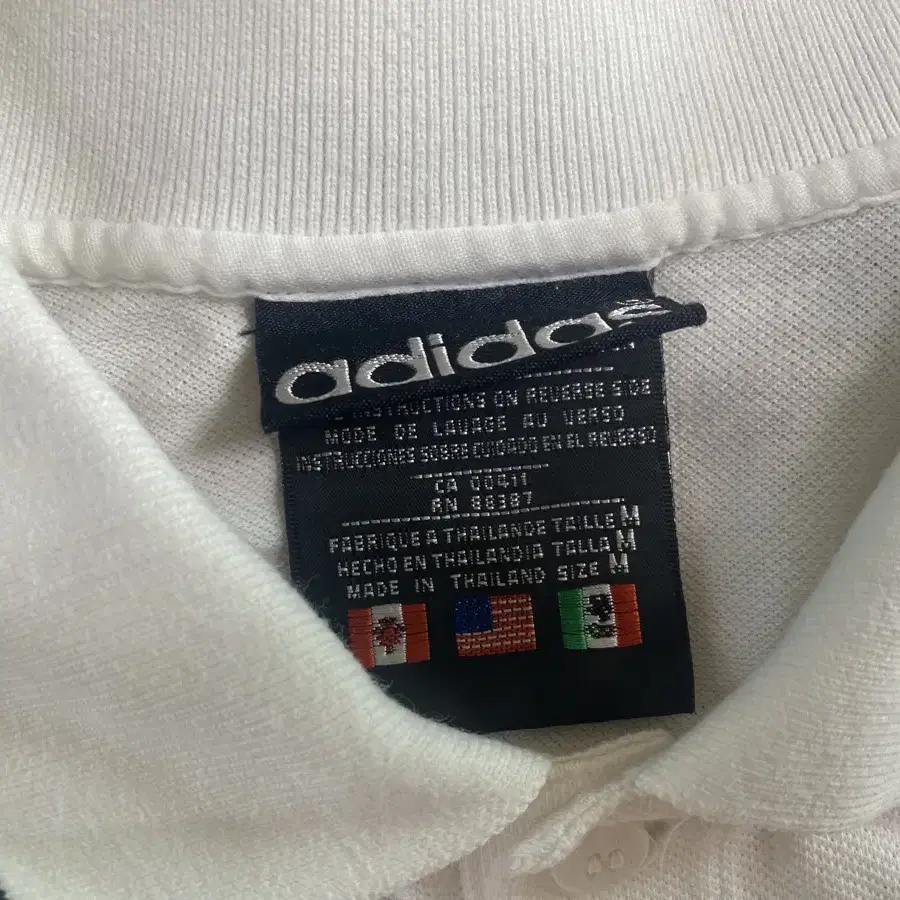 adidas
INSTRUCTIONS ON REVERSE SIDE
MODE DE LAVAGE AU VERSO
INSTRUCCIONES SOBRE CUIDADO EN EL REVERSO
CA 00411
RN 88387
FABRIQUE A THAILANDE TAILLE M
HECHO EN THAILANDIA TALLA M
MADE IN THAILAND SIZE M